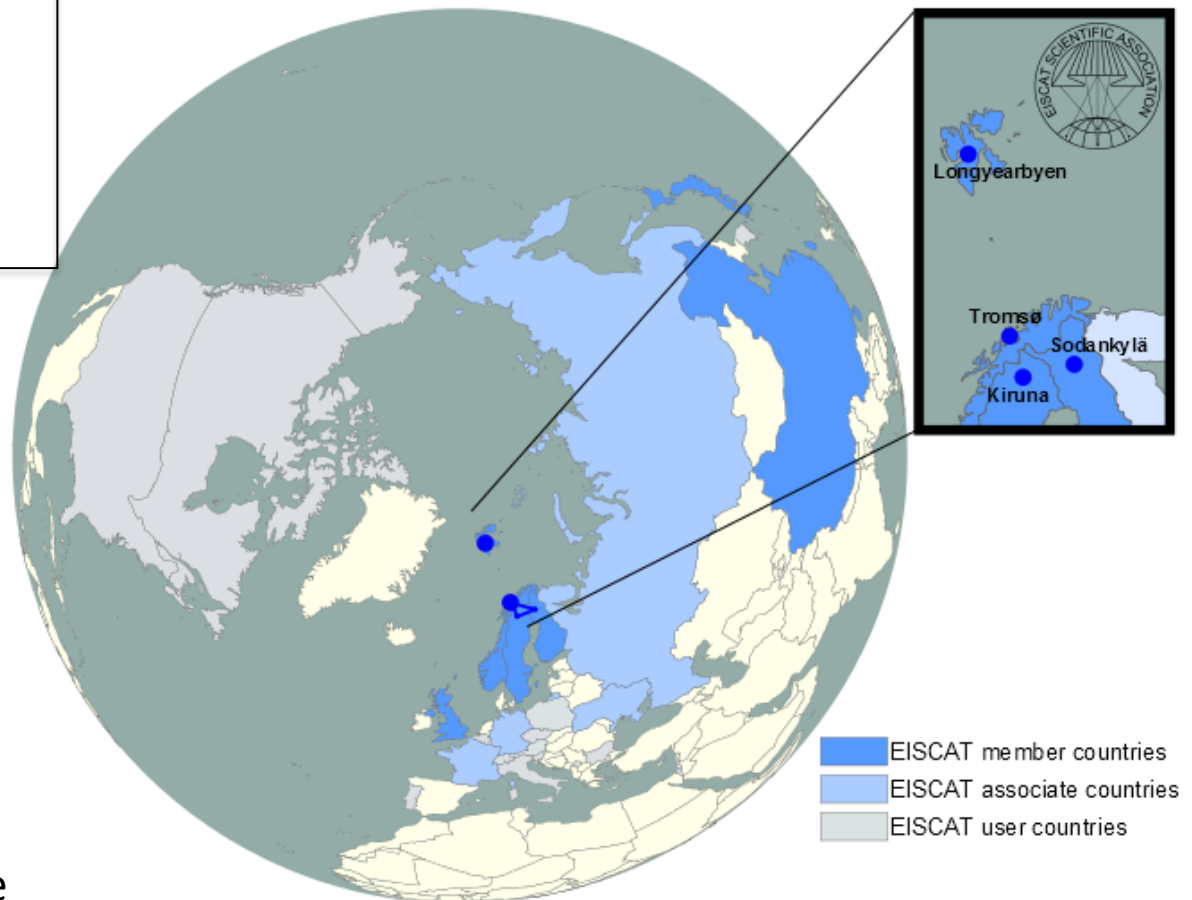 EISCAT SCIENTIFIC ASSOCIATION
Longyearbyen
Tromsø
Sodankylä
Kiruna
EISCAT member countries
EISCAT associate countries
EISCAT user countries
e